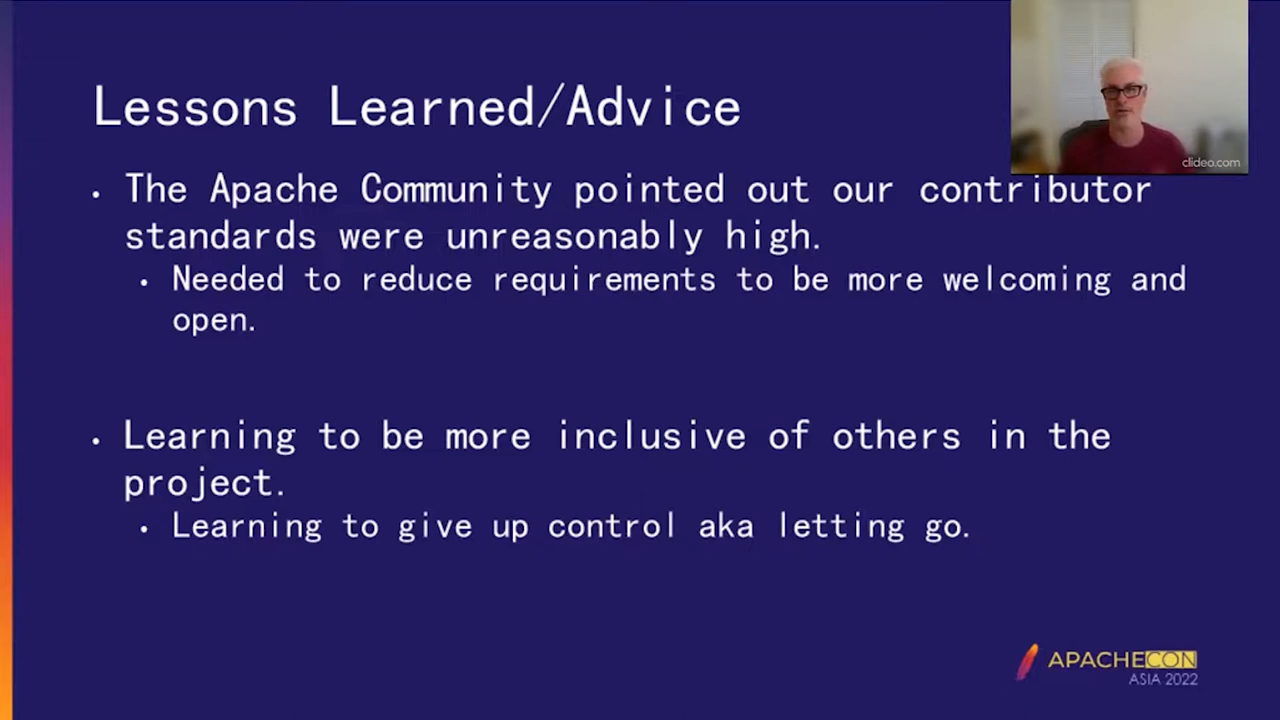 Lessons Learned/Advice
clideo.com
• The Apache Community pointed out our contributor
standards were unreasonably high.
• Needed to reduce requirements to be more welcoming and
open.
• Learning to be more inclusive of others in the
project.
• Learning to give up control aka letting go.
APACHECON
ASIA 2022